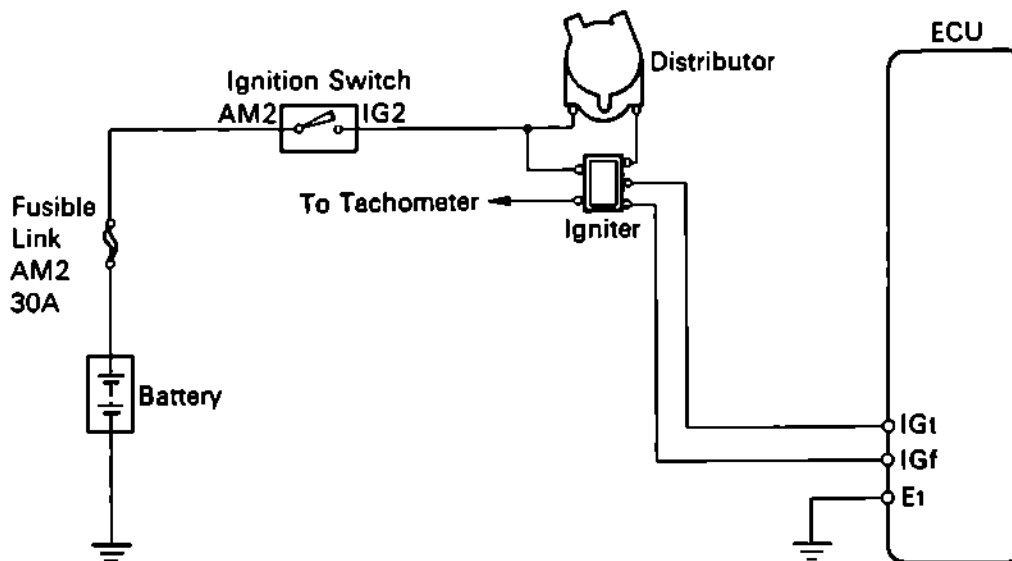 ECU
Distributor
Ignition Switch
AM2 IG2
To Tachometer
Igniter
Fusible
Link
AM2
30A
Battery
IGt
IGf
E1